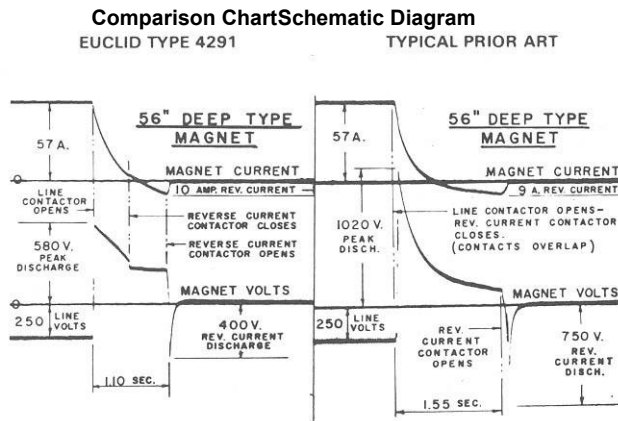 Comparison ChartSchematic Diagram
EUCLID TYPE 4291
56" DEEP TYPE
MAGNET
57 A.
MAGNET CURRENT
O
10 AMP. REV. CURRENT
LINE
CONTACTOR
OPENS
REVERSE CURRENT
CONTACTOR CLOSES
580 V.
PEAK
DISCHARGE
REVERSE CURRENT
CONTACTOR OPENS
MAGNET VOLTS
O
250
LINE
VOLTS
400 V.
REV. CURRENT
DISCHARGE
1.10 SEC.
TYPICAL PRIOR ART
56" DEEP TYPE
MAGNET
57 A.
MAGNET CURRENT
9 A. REV. CURRENT
1020 V.
PEAK
DISCH.
LINE CONTACTOR OPENS-
REV. CURRENT CONTACTOR
CLOSES.
(CONTACTS OVERLAP)
MAGNET VOLTS
250
LINE
VOLTS
REV.
CURRENT
CONTACTOR
OPENS
750 V.
REV.
CURRENT
DISCH.
1.55 SEC.